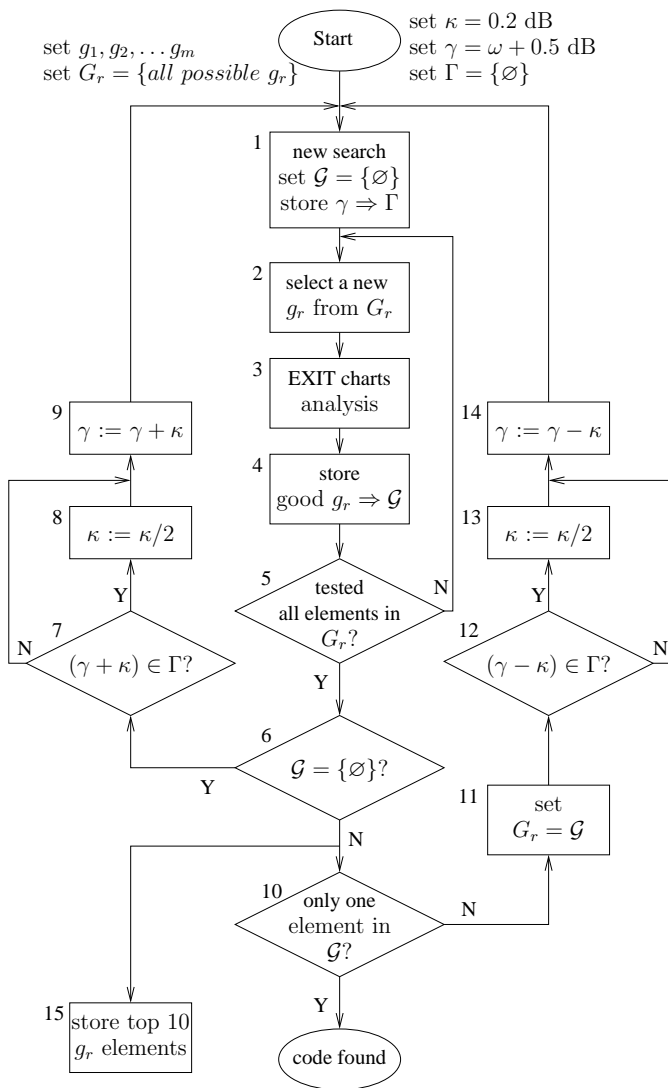 set g₁, g₂, … gₘ
set Gᵣ = {all possible gᵣ}
Start
set κ = 0.2 dB
set γ = ω + 0.5 dB
set Γ = {∅}
1
new search
set 𝒢 = {∅}
store γ ⇒ Γ
2
select a new
gᵣ from Gᵣ
3
EXIT charts
analysis
4
store
good gᵣ ⇒ 𝒢
5
tested
all elements in
Gᵣ?
N
Y
6
𝒢 = {∅}?
Y
N
7
(γ + κ) ∈ Γ?
N
Y
8
κ := κ/2
9
γ := γ + κ
10
only one
element in
𝒢?
N
Y
11
set
Gᵣ = 𝒢
12
(γ − κ) ∈ Γ?
N
Y
13
κ := κ/2
14
γ := γ − κ
15
store top 10
gᵣ elements
code found